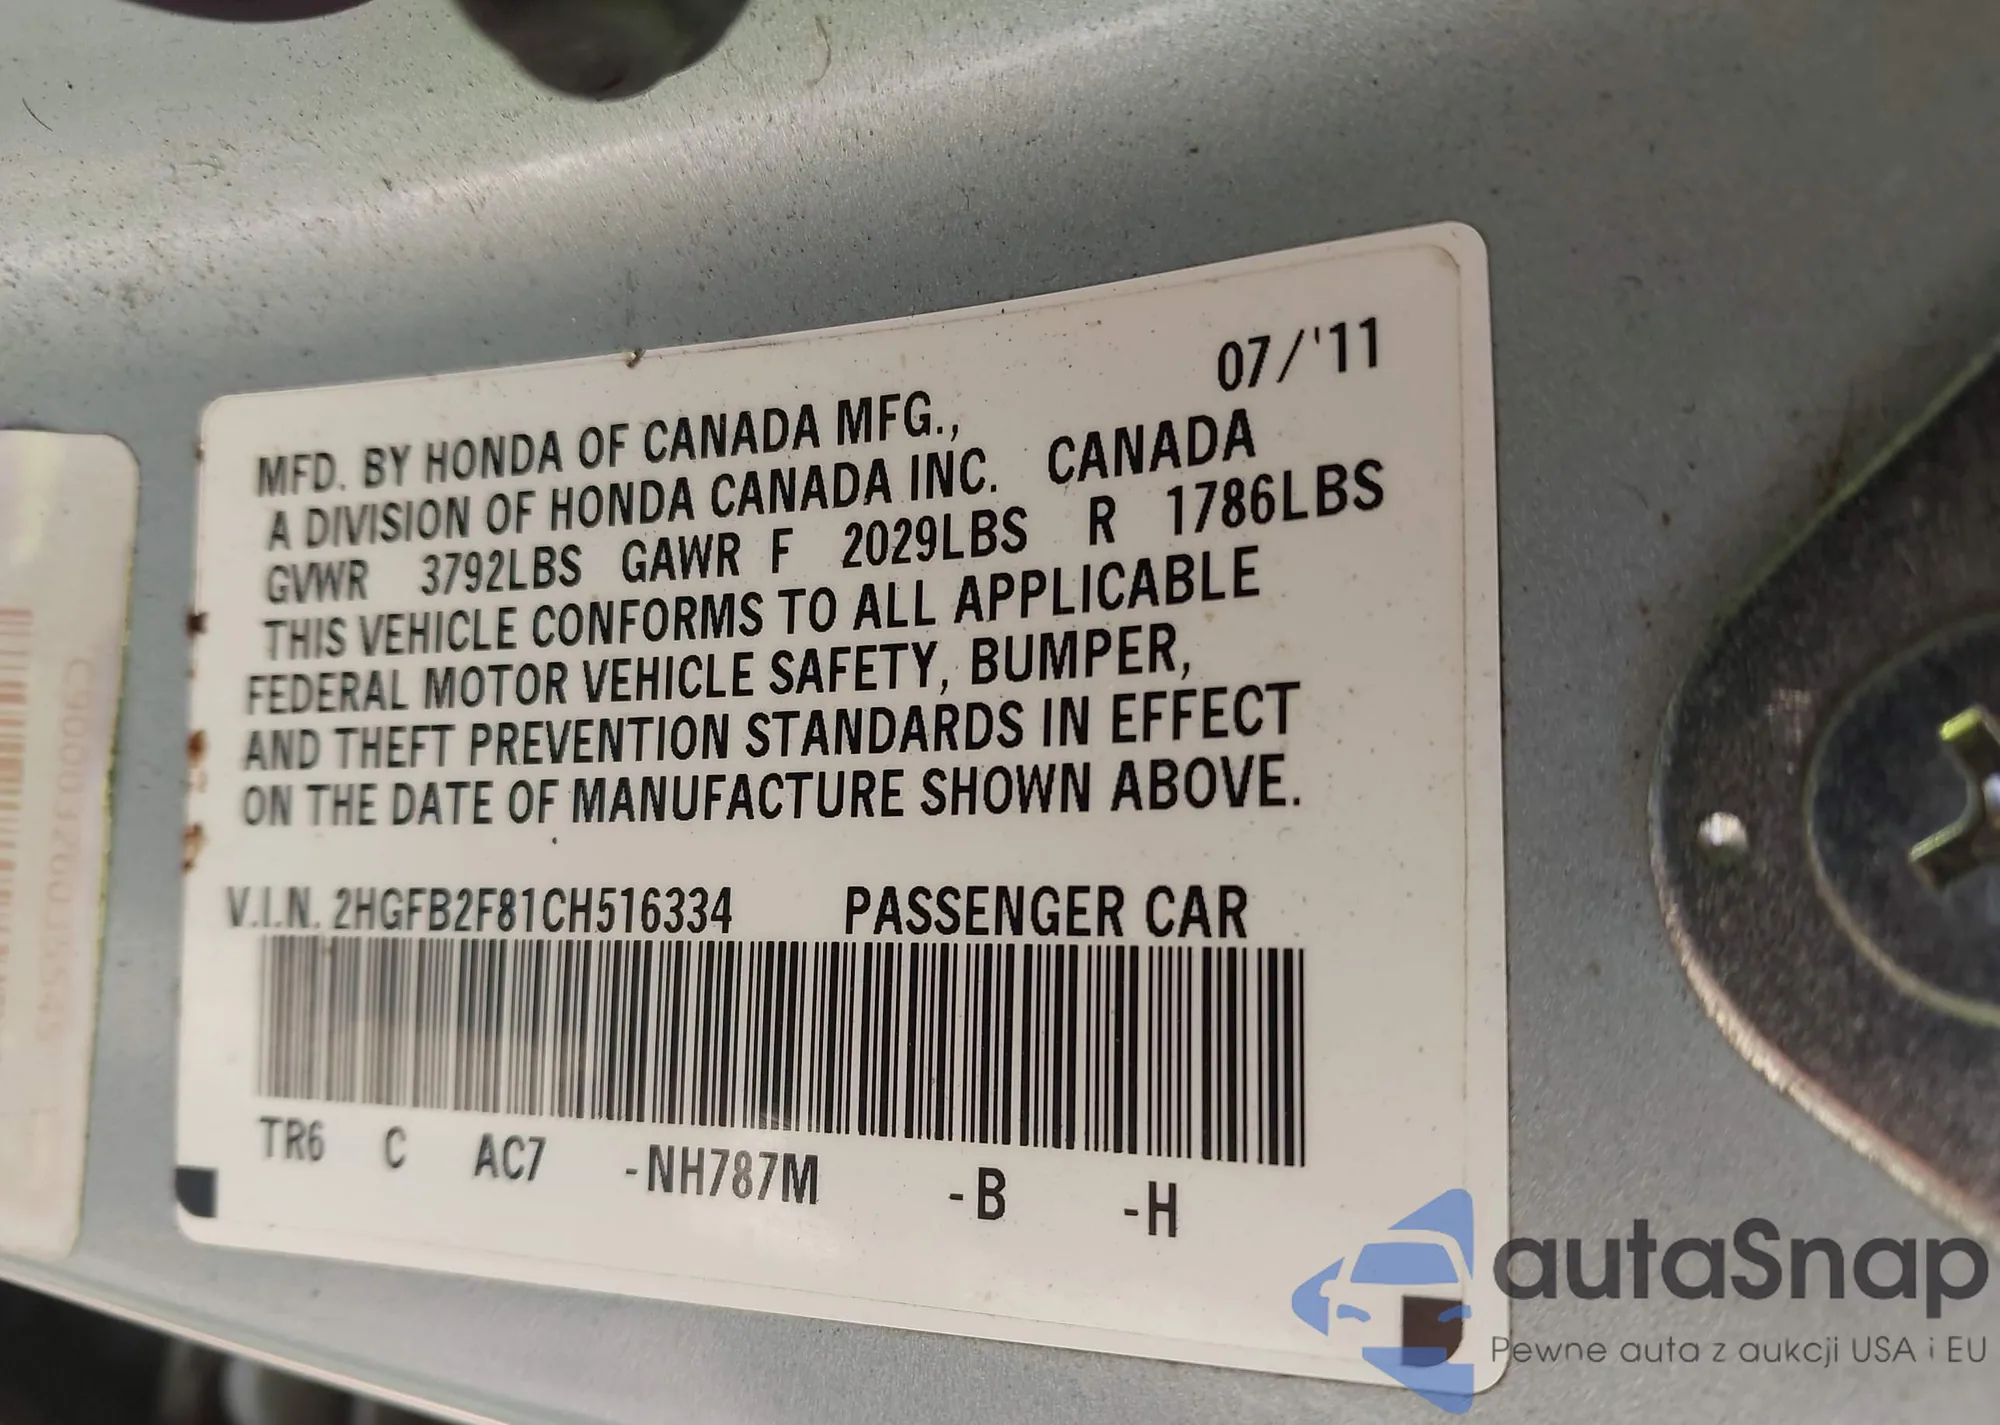 07/'11
MFD. BY HONDA OF CANADA MFG.,
A DIVISION OF HONDA CANADA INC. CANADA
GVWR 3792LBS GAWR F 2029LBS R 1786LBS
THIS VEHICLE CONFORMS TO ALL APPLICABLE
FEDERAL MOTOR VEHICLE SAFETY, BUMPER,
AND THEFT PREVENTION STANDARDS IN EFFECT
ON THE DATE OF MANUFACTURE SHOWN ABOVE.
V.I.N. 2HGFB2F81CH516334 PASSENGER CAR
TR6 C AC7 -NH787M -B -H
autaSnap
Pewne auta z aukcji USA i EU